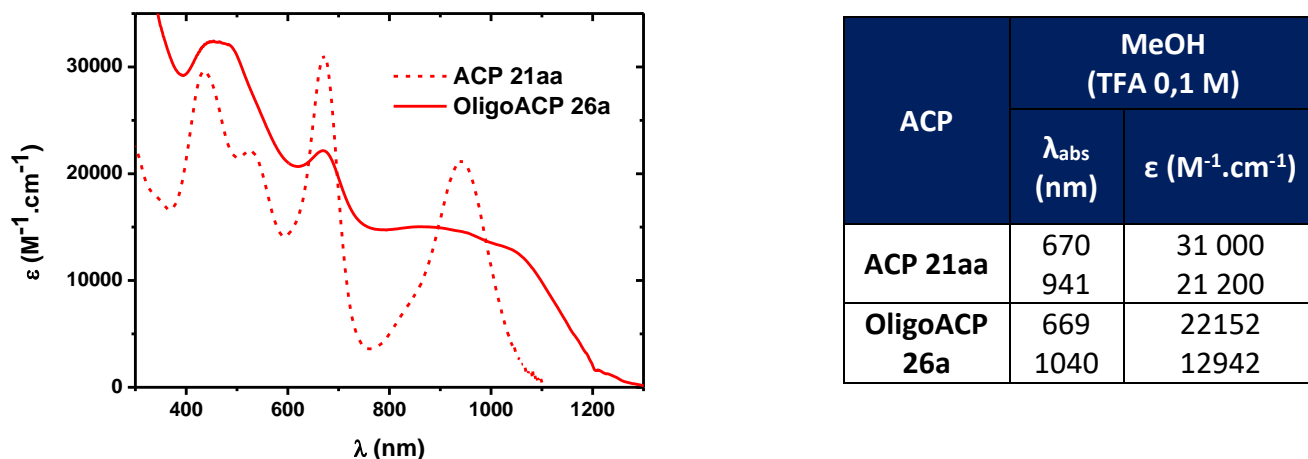 30000
20000
10000
0
400
600
800
1000
1200
ε (M⁻¹.cm⁻¹)
λ (nm)
ACP 21aa
OligoACP 26a
ACP
MeOH
(TFA 0,1 M)
λabs
(nm)
ε (M⁻¹.cm⁻¹)
ACP 21aa
670
31 000
941
21 200
OligoACP
26a
669
22152
1040
12942